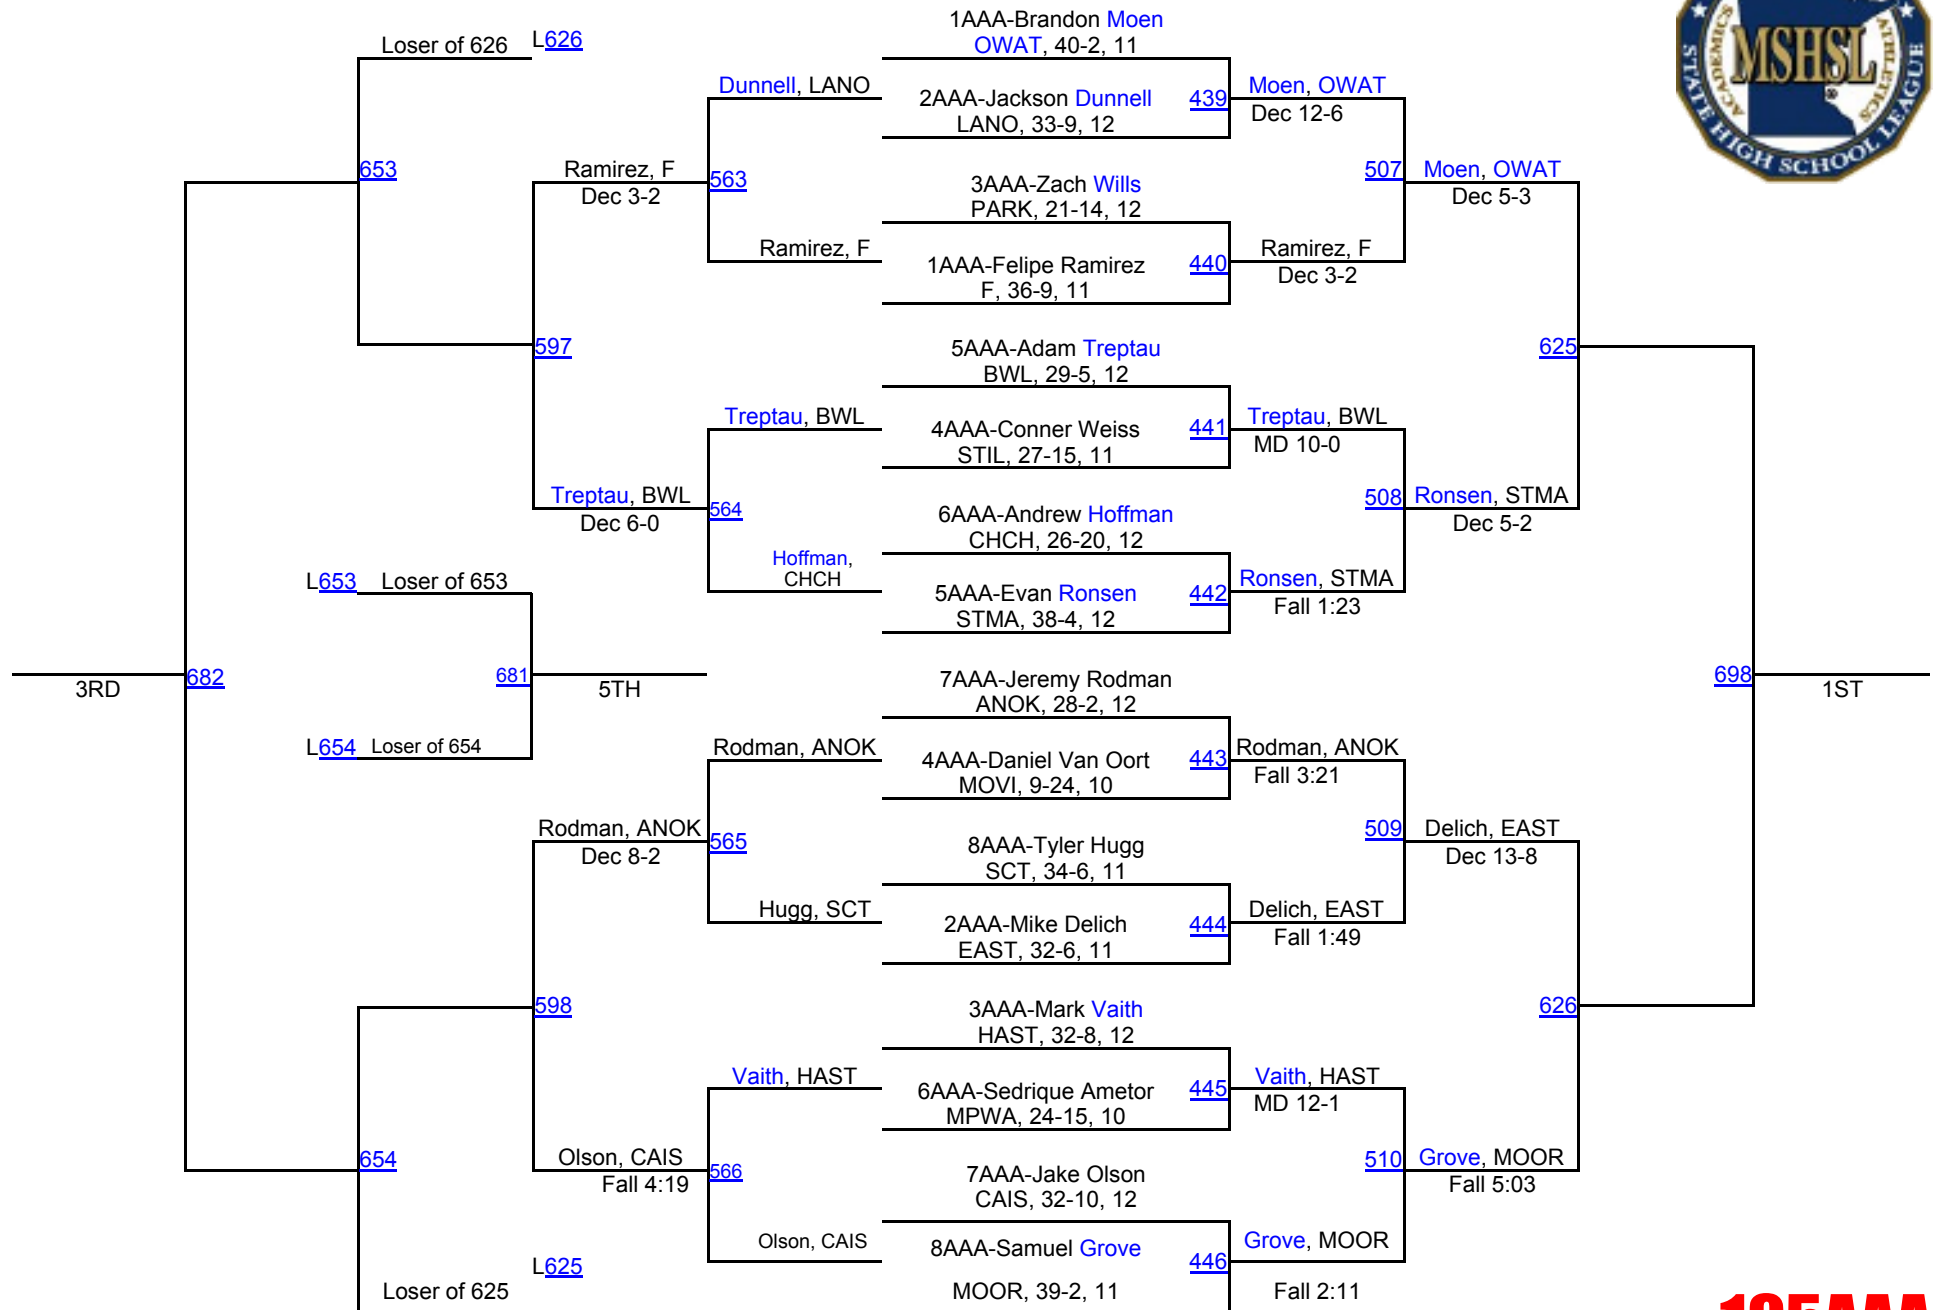 1AAA-Brandon Moen
OWAT, 40-2, 11
Loser of 626 L626
Dunnell, LANO
2AAA-Jackson Dunnell
LANO, 33-9, 12
439
Moen, OWAT
Dec 12-6
653
Ramirez, F
Dec 3-2
563
3AAA-Zach Wills
PARK, 21-14, 12
507
Moen, OWAT
Dec 5-3
Ramirez, F
1AAA-Felipe Ramirez
F, 36-9, 11
440
Ramirez, F
Dec 3-2
597
5AAA-Adam Treptau
BWL, 29-5, 12
625
Treptau, BWL
4AAA-Conner Weiss
STIL, 27-15, 11
441
Treptau, BWL
MD 10-0
Treptau, BWL
Dec 6-0
564
6AAA-Andrew Hoffman
CHCH, 26-20, 12
508
Ronsen, STMA
Dec 5-2
Hoffman,
CHCH
L653 Loser of 653
5AAA-Evan Ronsen
STMA, 38-4, 12
442
Ronsen, STMA
Fall 1:23
3RD
682
681
5TH
7AAA-Jeremy Rodman
ANOK, 28-2, 12
698
1ST
L654 Loser of 654
Rodman, ANOK
4AAA-Daniel Van Oort
MOVI, 9-24, 10
443
Rodman, ANOK
Fall 3:21
Rodman, ANOK
Dec 8-2
565
8AAA-Tyler Hugg
SCT, 34-6, 11
509
Delich, EAST
Dec 13-8
Hugg, SCT
2AAA-Mike Delich
EAST, 32-6, 11
444
Delich, EAST
Fall 1:49
598
3AAA-Mark Vaith
HAST, 32-8, 12
626
Vaith, HAST
6AAA-Sedrique Ametor
MPWA, 24-15, 10
445
Vaith, HAST
MD 12-1
654
Olson, CAIS
Fall 4:19
566
7AAA-Jake Olson
CAIS, 32-10, 12
510
Grove, MOOR
Fall 5:03
Olson, CAIS
8AAA-Samuel Grove
MOOR, 39-2, 11
446
Grove, MOOR
Fall 2:11
L625
Loser of 625
MSHSL
ACADEMICS
ATHLETICS
STATE HIGH SCHOOL LEAGUE
®